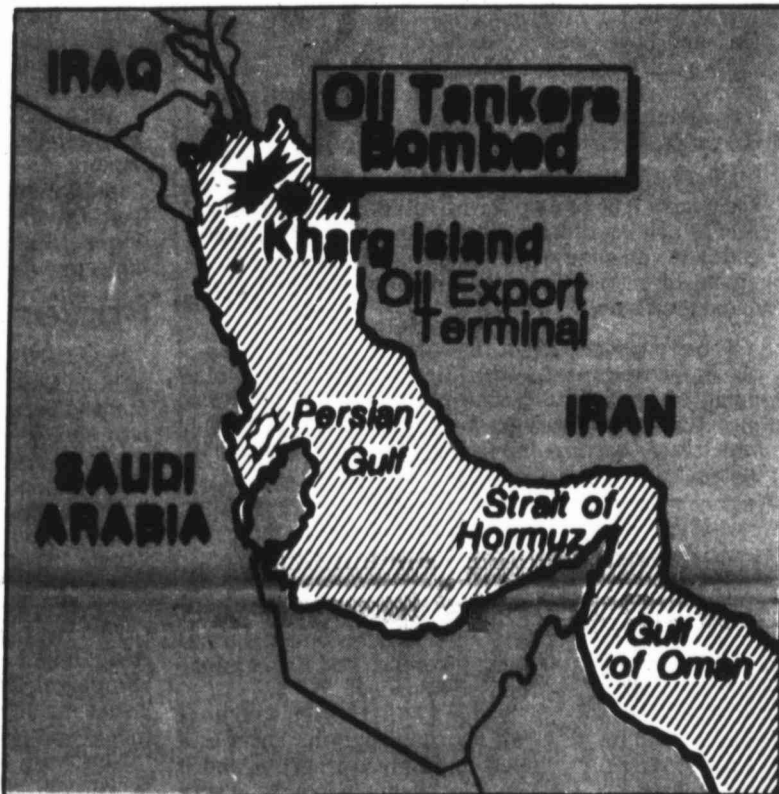 IRAQ
Oil Tankers
Bombed
Kharg Island
Oil Export
Terminal
Persian
Gulf
IRAN
SAUDI
ARABIA
Strait of
Hormuz
Gulf
of Oman